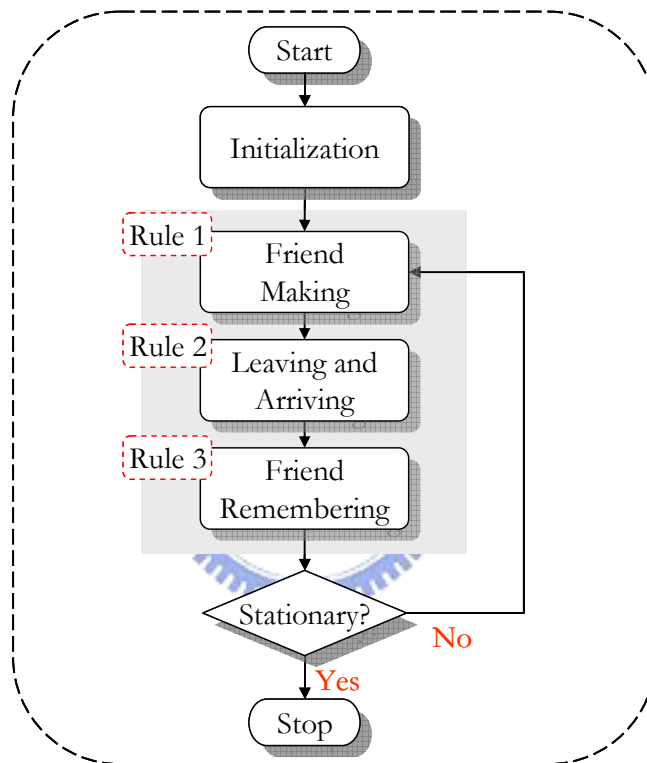 Start
Initialization
Rule 1
Friend
Making
Rule 2
Leaving and
Arriving
Rule 3
Friend
Remembering
Stationary?
No
Yes
Stop